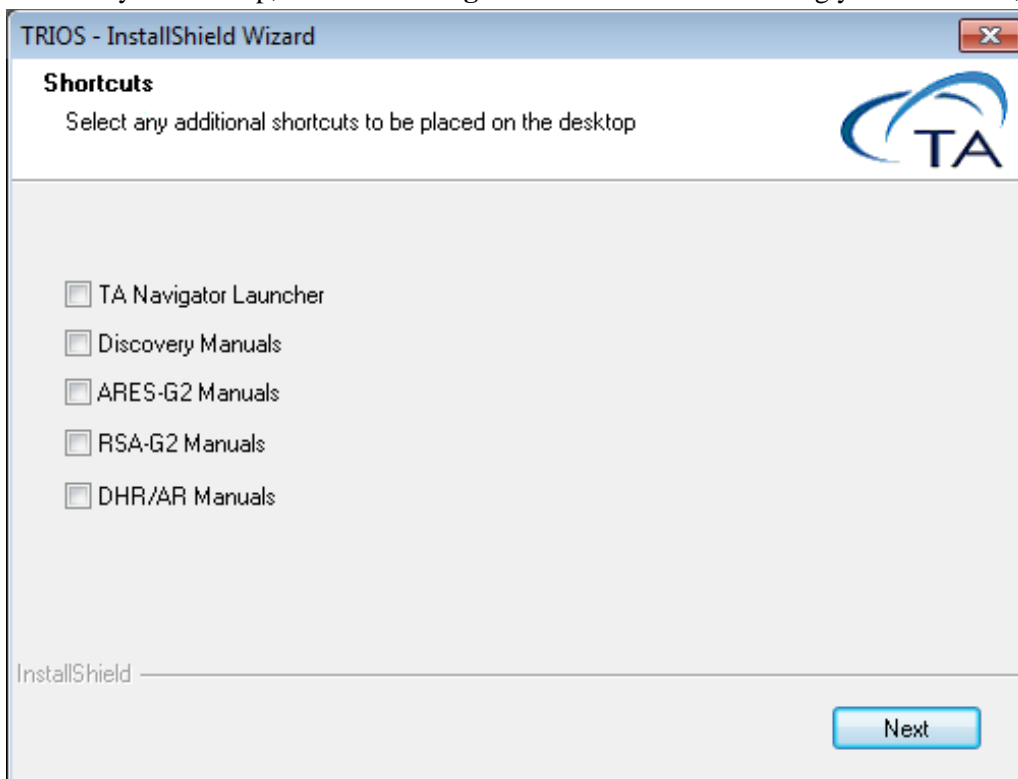 TRIOS - InstallShield Wizard
Shortcuts
Select any additional shortcuts to be placed on the desktop
TA
TA Navigator Launcher
Discovery Manuals
ARES-G2 Manuals
RSA-G2 Manuals
DHR/AR Manuals
InstallShield
Next